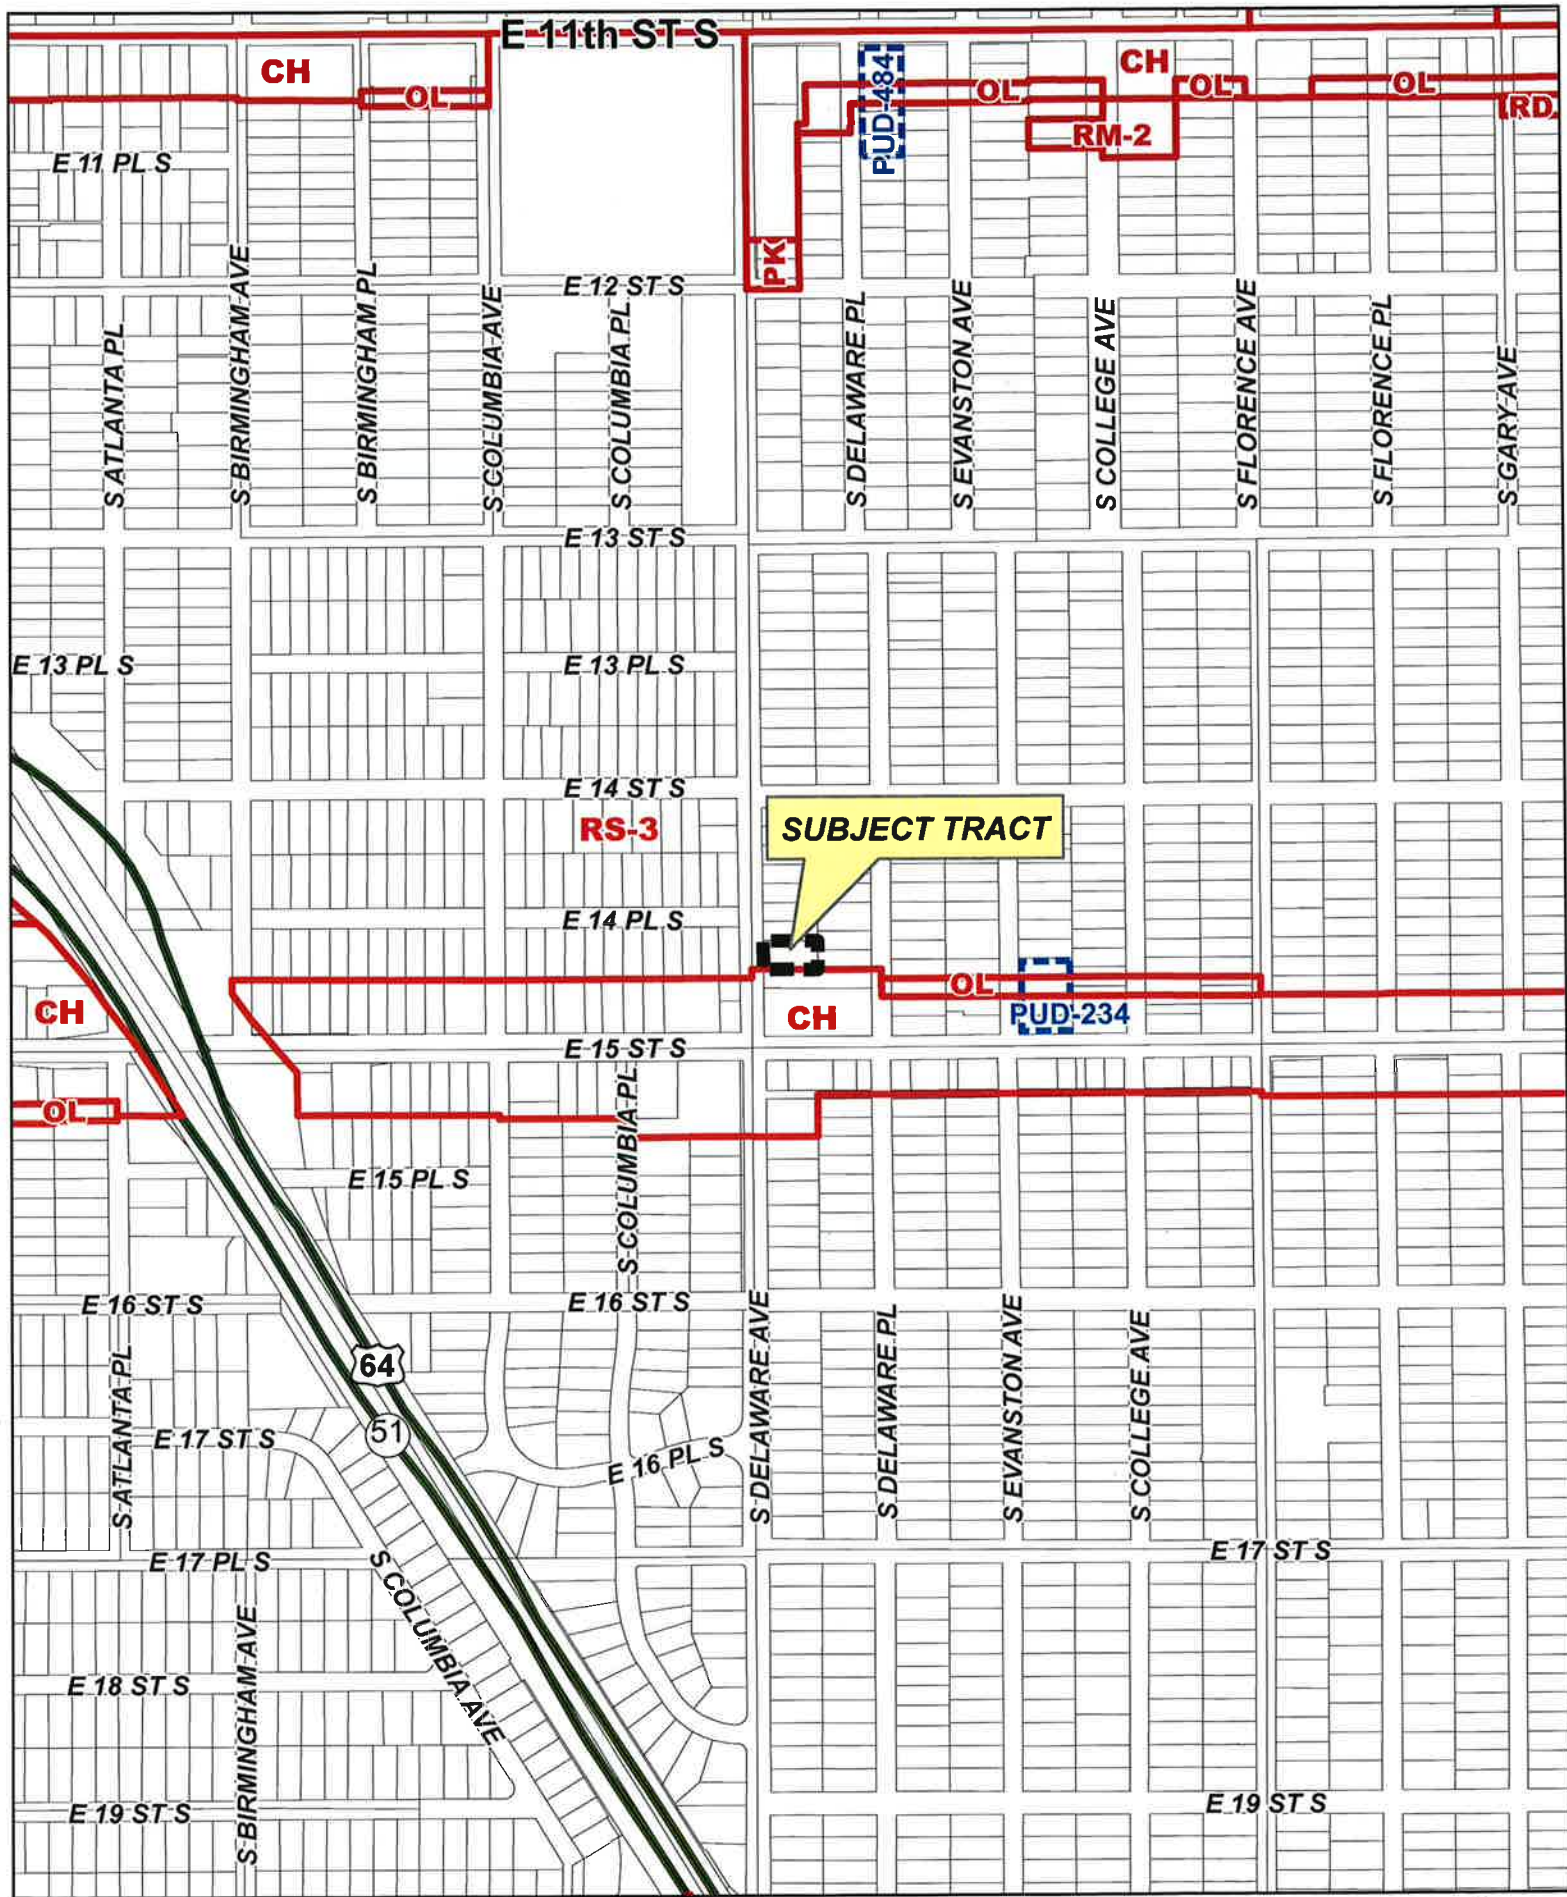 E 11th ST S
CH
OL
PUD-484
OL
CH
OL
OL
RD
RM-2
E 11 PL S
PK
E 12 ST S
S ATLANTA PL
S BIRMINGHAM AVE
S BIRMINGHAM PL
S COLUMBIA AVE
S COLUMBIA PL
S DELAWARE PL
S EVANSTON AVE
S COLLEGE AVE
S FLORENCE AVE
S FLORENCE PL
S GARY AVE
E 13 ST S
E 13 PL S
E 13 PL S
E 14 ST S
RS-3
SUBJECT TRACT
E 14 PL S
CH
CH
OL
PUD-234
E 15 ST S
OL
S COLUMBIA PL
E 15 PL S
E 16 ST S
E 16 ST S
64
51
S ATLANTA PL
E 17 ST S
E 16 PL S
S DELAWARE AVE
S DELAWARE PL
S EVANSTON AVE
S COLLEGE AVE
E 17 PL S
E 17 ST S
S COLUMBIA AVE
S BIRMINGHAM AVE
E 18 ST S
E 19 ST S
E 19 ST S